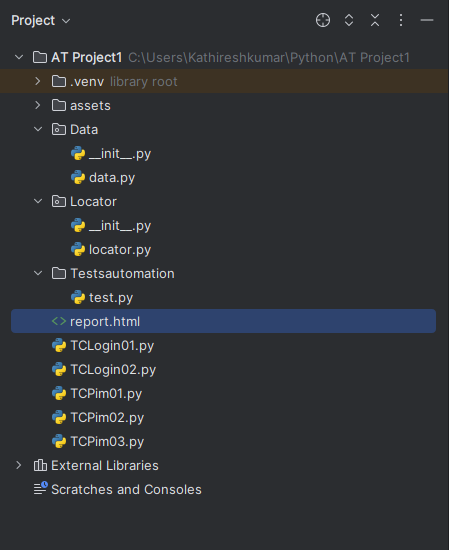 Project
AT Project1 C:\Users\Kathireshkumar\Python\AT Project1
.venv library root
assets
Data
__init__.py
data.py
Locator
__init__.py
locator.py
Testsautomation
test.py
<> report.html
TCLogin01.py
TCLogin02.py
TCPim01.py
TCPim02.py
TCPim03.py
External Libraries
Scratches and Consoles